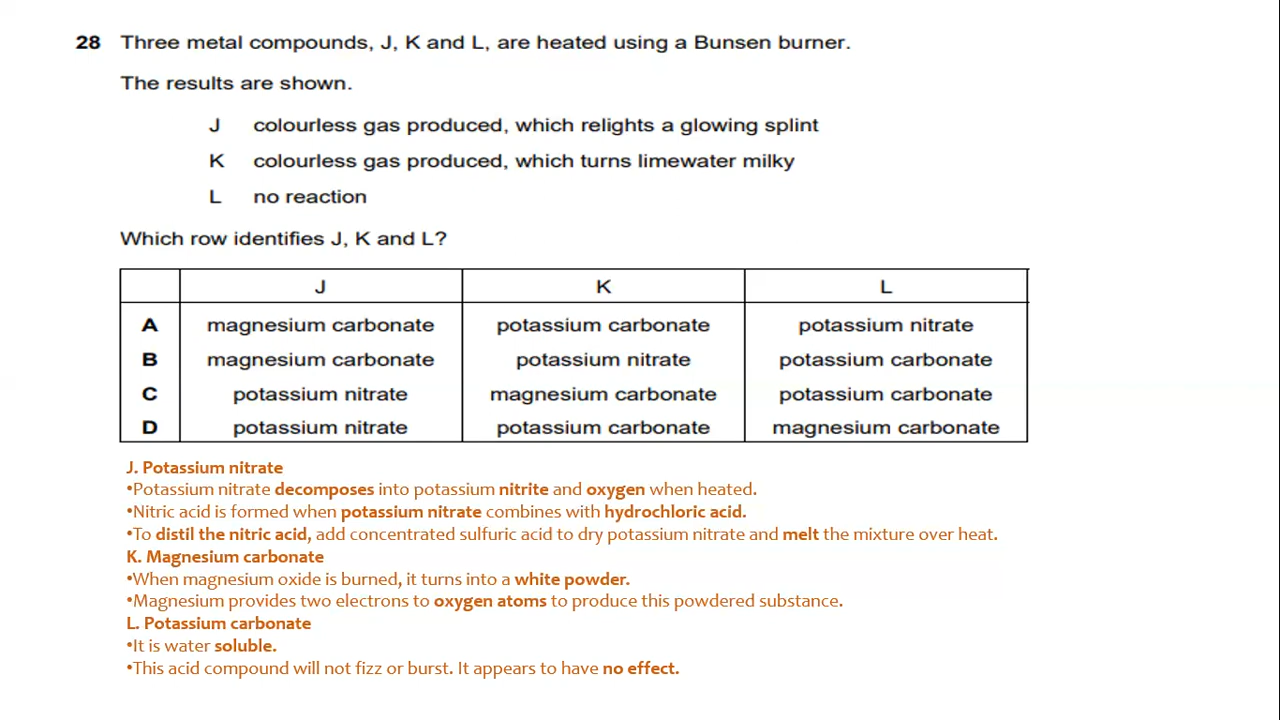 28 Three metal compounds, J, K and L, are heated using a Bunsen burner.
The results are shown.
J colourless gas produced, which relights a glowing splint
K colourless gas produced, which turns limewater milky
L no reaction
Which row identifies J, K and L?
J K L
A magnesium carbonate potassium carbonate potassium nitrate
B magnesium carbonate potassium nitrate potassium carbonate
C potassium nitrate magnesium carbonate potassium carbonate
D potassium nitrate potassium carbonate magnesium carbonate
J. Potassium nitrate
•Potassium nitrate decomposes into potassium nitrite and oxygen when heated.
•Nitric acid is formed when potassium nitrate combines with hydrochloric acid.
•To distil the nitric acid, add concentrated sulfuric acid to dry potassium nitrate and melt the mixture over heat.
K. Magnesium carbonate
•When magnesium oxide is burned, it turns into a white powder.
•Magnesium provides two electrons to oxygen atoms to produce this powdered substance.
L. Potassium carbonate
•It is water soluble.
•This acid compound will not fizz or burst. It appears to have no effect.